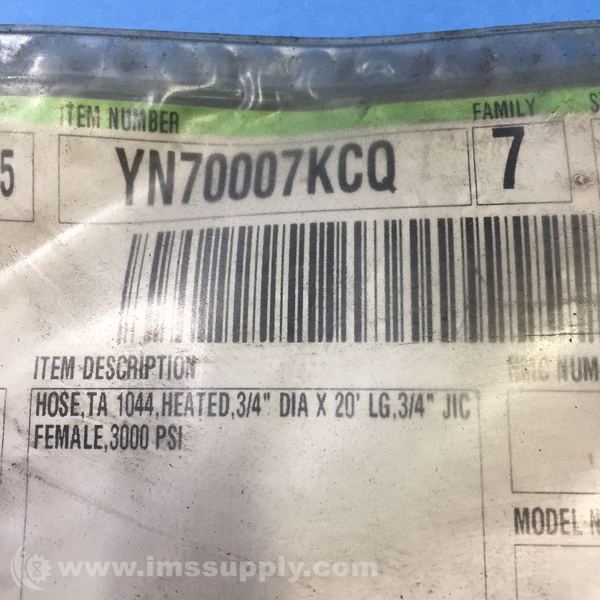 ITEM NUMBER
FAMILY
5
YN70007KCQ
7
ITEM DESCRIPTION
HOSE,TA 1044,HEATED,3/4" DIA X 20' LG,3/4" JIC
FEMALE,3000 PSI
NUM
MODEL N
www.imssupply.com